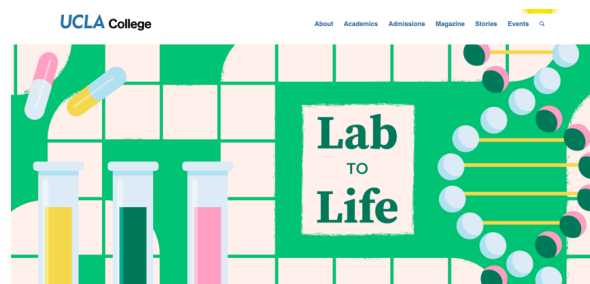 UCLA College
About Academics Admissions Magazine Stories Events
Lab
TO
Life